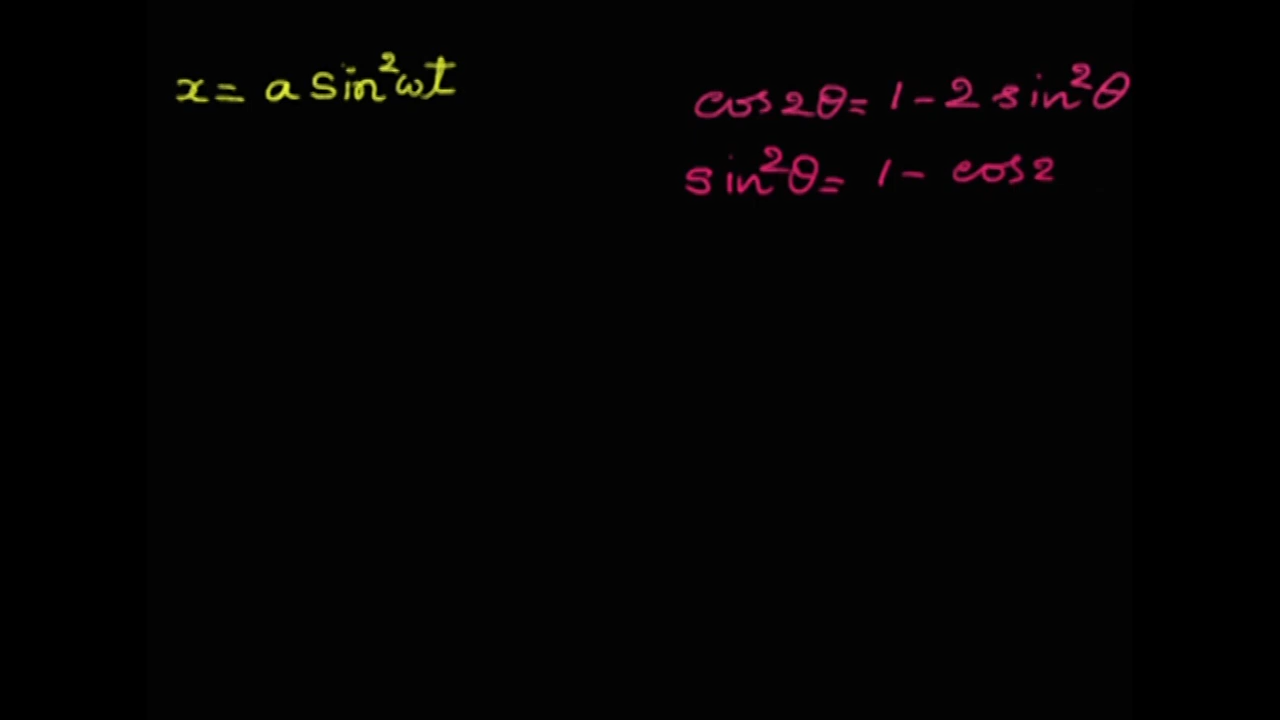 x = a sin²ωt
cos2θ = 1 - 2 sin²θ
sin²θ = 1 - cos2